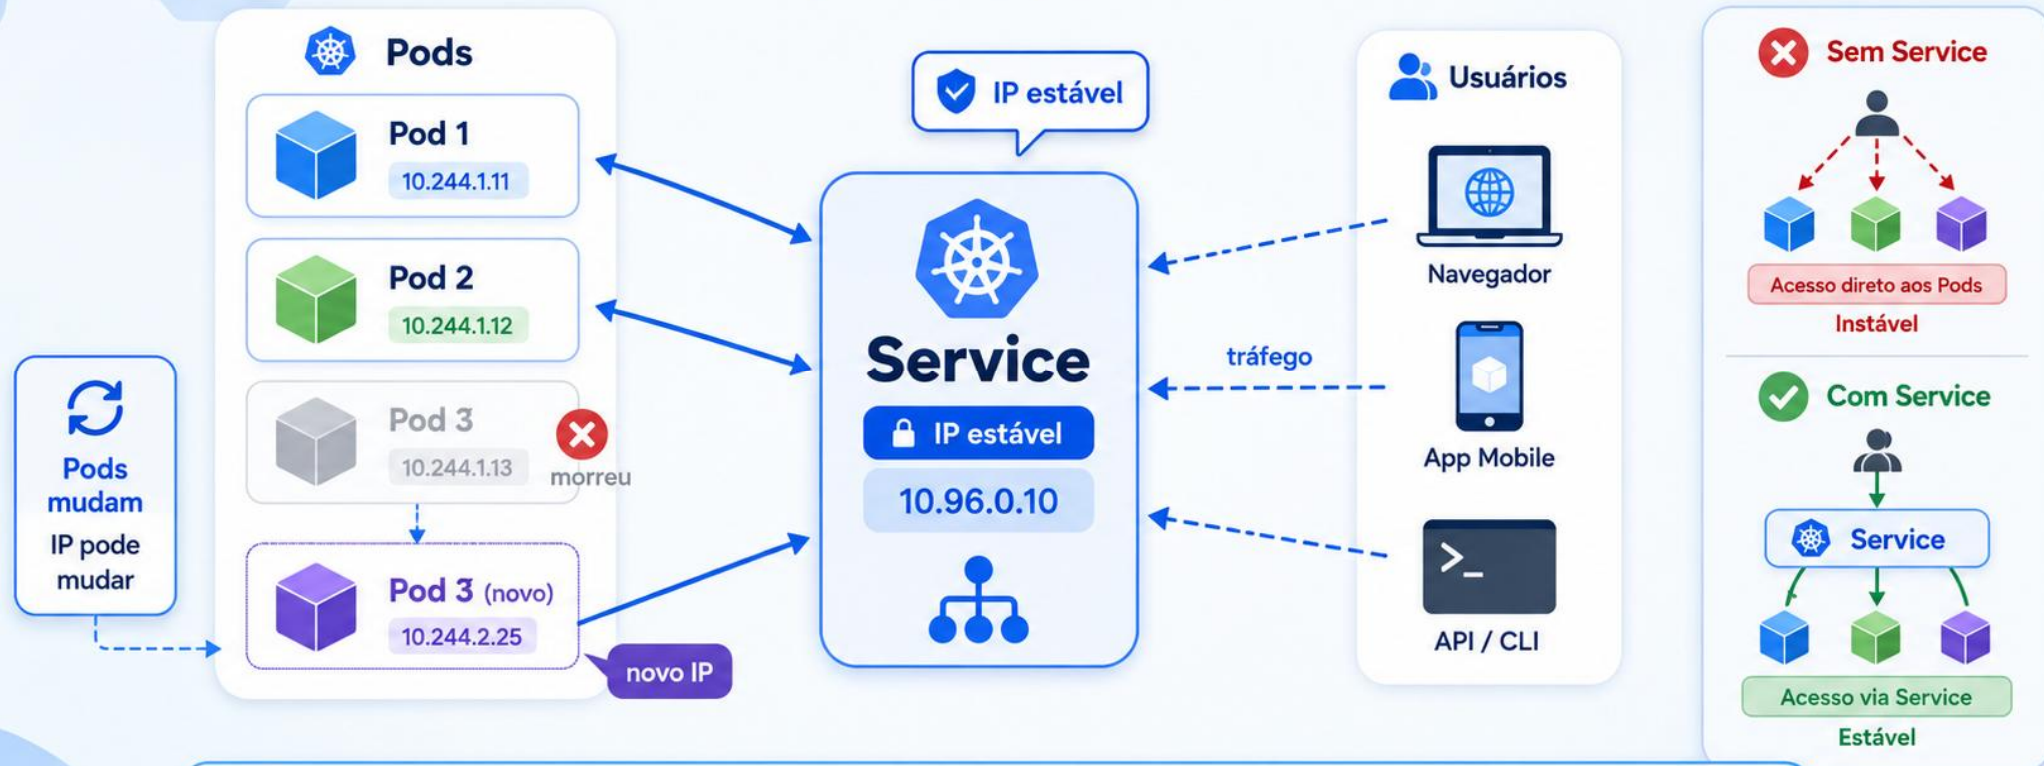 Pods
Pod 1
10.244.1.11
Pod 2
10.244.1.12
Pod 3
10.244.1.13
morreu
Pod 3 (novo)
10.244.2.25
novo IP
Pods
mudam
IP pode
mudar
IP estável
Service
IP estável
10.96.0.10
tráfego
Usuários
Navegador
App Mobile
>_
API / CLI
Sem Service
Acesso direto aos Pods
Instável
Com Service
Service
Acesso via Service
Estável